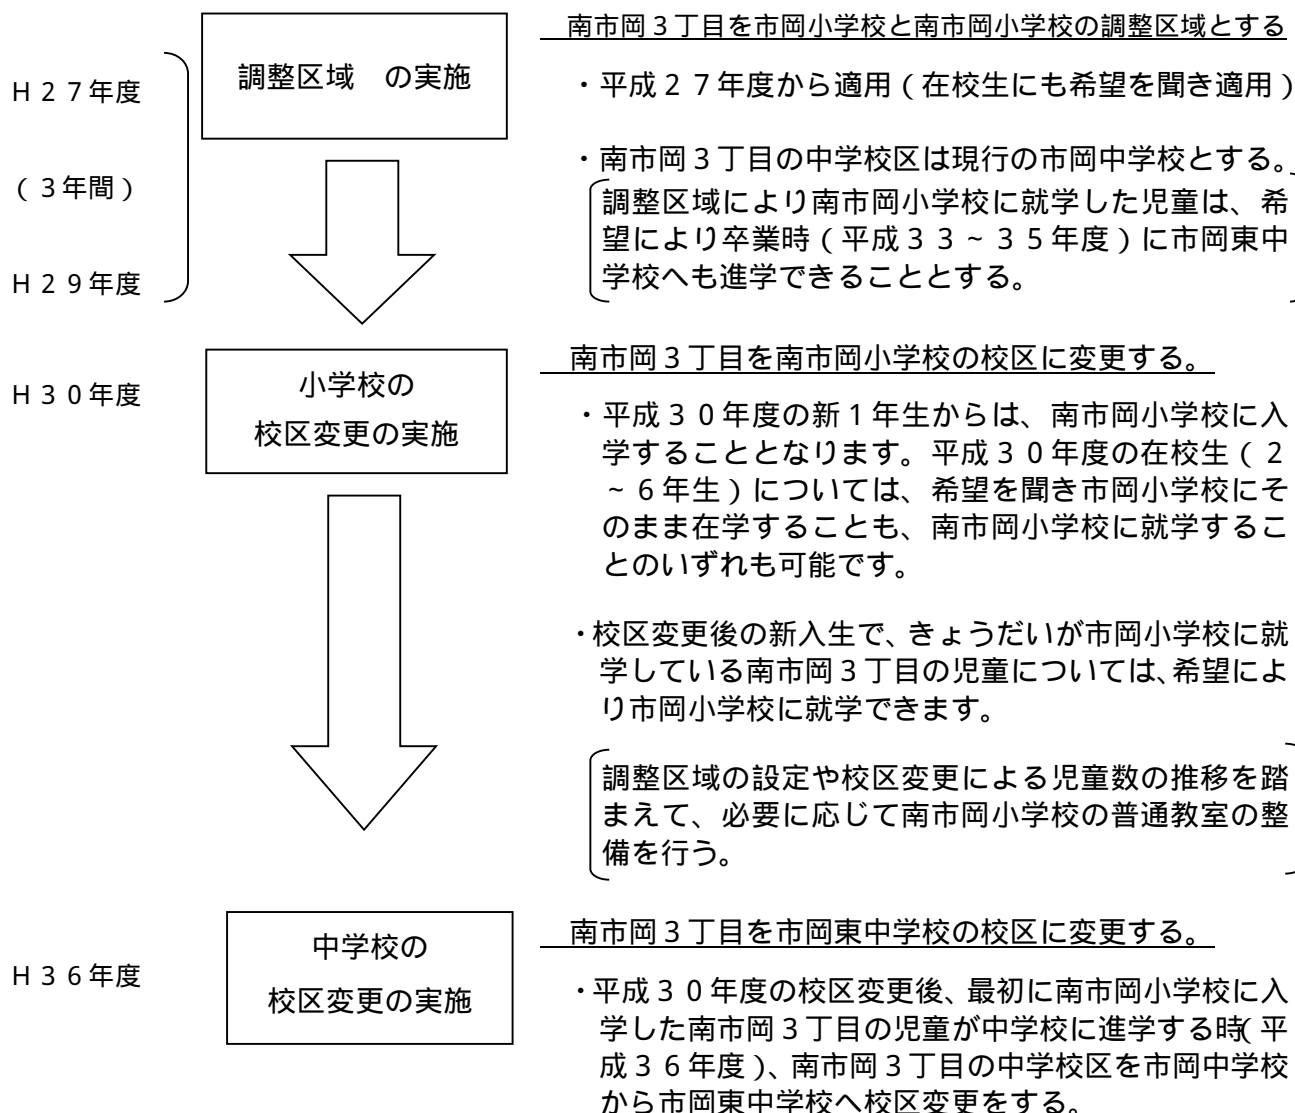 南市岡３丁目を市岡小学校と南市岡小学校の調整区域とする
調整区域　の実施
Ｈ２７年度
・平成２７年度から適用（在校生にも希望を聞き適用）
・南市岡３丁目の中学校区は現行の市岡中学校とする。
（３年間）
調整区域により南市岡小学校に就学した児童は、希
望により卒業時（平成３３～３５年度）に市岡東中
学校へも進学できることとする。
Ｈ２９年度
南市岡３丁目を南市岡小学校の校区に変更する。
Ｈ３０年度
小学校の
校区変更の実施
・平成３０年度の新１年生からは、南市岡小学校に入
学することとなります。平成３０年度の在校生（２
～６年生）については、希望を聞き市岡小学校にそ
のまま在学することも、南市岡小学校に就学するこ
とのいずれも可能です。
・校区変更後の新入生で、きょうだいが市岡小学校に就
学している南市岡３丁目の児童については、希望によ
り市岡小学校に就学できます。
調整区域の設定や校区変更による児童数の推移を踏
まえて、必要に応じて南市岡小学校の普通教室の整
備を行う。
南市岡３丁目を市岡東中学校の校区に変更する。
Ｈ３６年度
中学校の
校区変更の実施
・平成３０年度の校区変更後、最初に南市岡小学校に入
学した南市岡３丁目の児童が中学校に進学する時（平
成３６年度）、南市岡３丁目の中学校区を市岡中学校
から市岡東中学校へ校区変更をする。